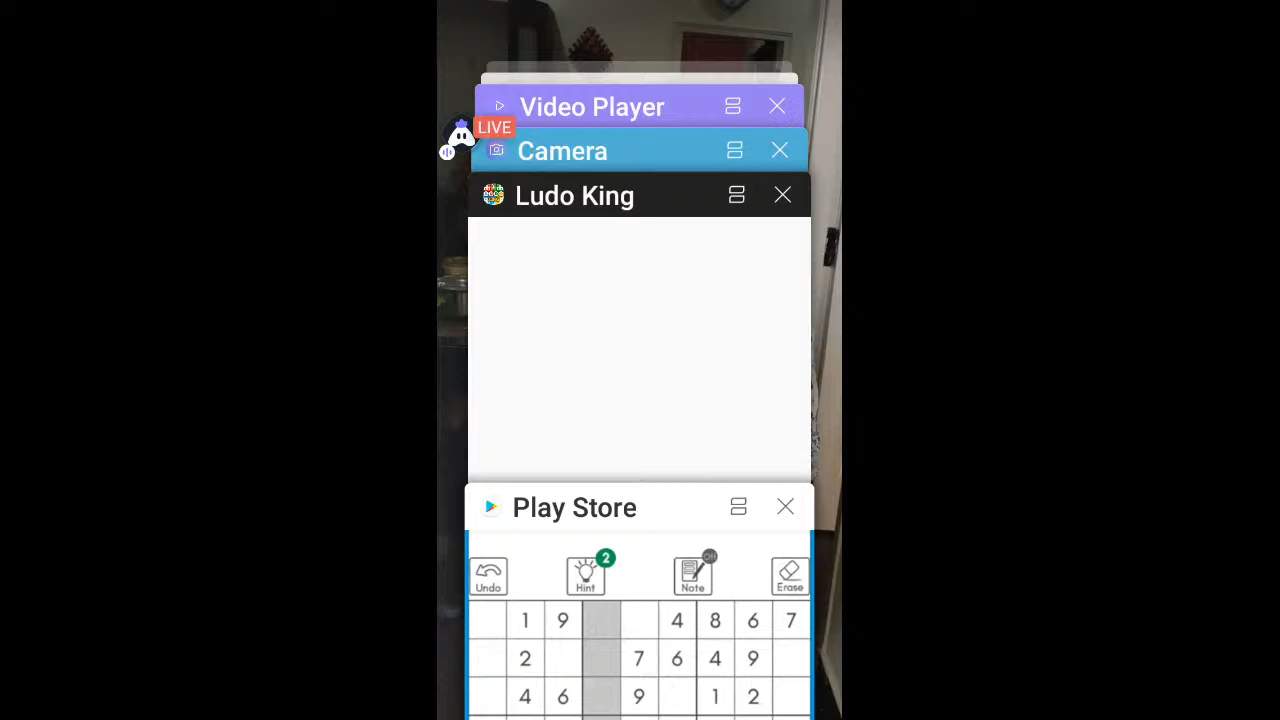 Video Player
LIVE
Camera
Ludo King
Play Store
2
Off
Undo
Hint
Note
Erase
1 9 4 8 6 7
2 7 6 4 9
4 6 9 1 2